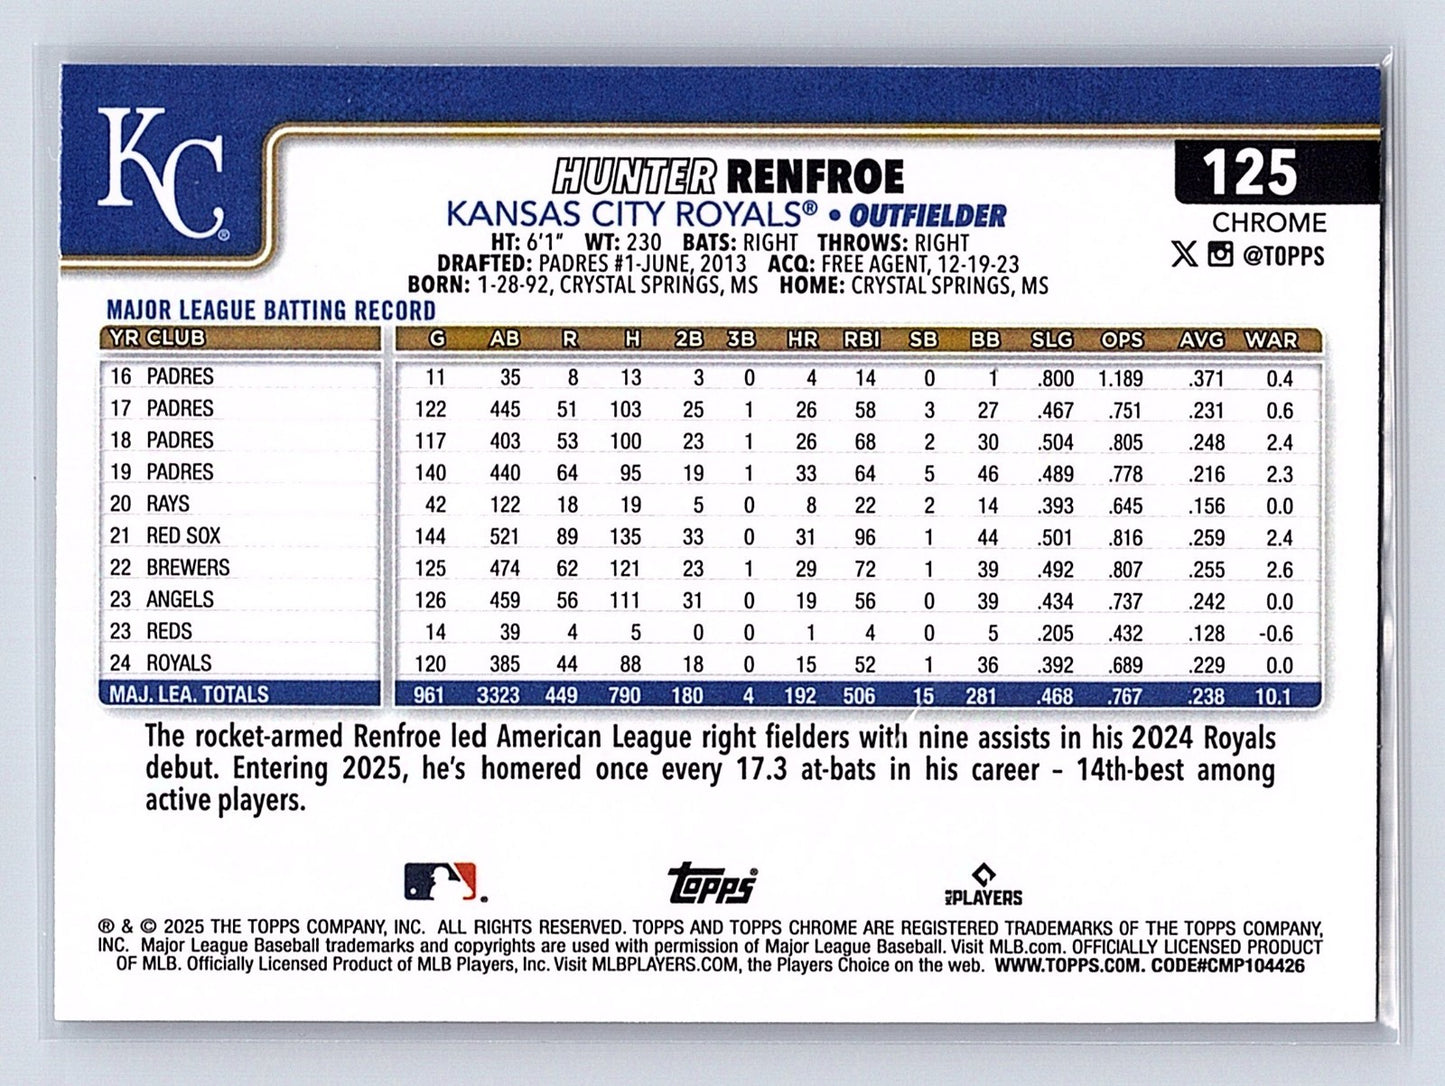 KC®
HUNTER RENFROE
125
KANSAS CITY ROYALS® • OUTFIELDER
CHROME
HT: 6'1" WT: 230 BATS: RIGHT THROWS: RIGHT
X @TOPPS
DRAFTED: PADRES #1-JUNE, 2013 ACQ: FREE AGENT, 12-19-23
BORN: 1-28-92, CRYSTAL SPRINGS, MS HOME: CRYSTAL SPRINGS, MS
MAJOR LEAGUE BATTING RECORD
YR CLUB G AB R H 2B 3B HR RBI SB BB SLG OPS AVG WAR
16 PADRES 11 35 8 13 3 0 4 14 0 1 .800 1.189 .371 0.4
17 PADRES 122 445 51 103 25 1 26 58 3 27 .467 .751 .231 0.6
18 PADRES 117 403 53 100 23 1 26 68 2 30 .504 .805 .248 2.4
19 PADRES 140 440 64 95 19 1 33 64 5 46 .489 .778 .216 2.3
20 RAYS 42 122 18 19 5 0 8 22 2 14 .393 .645 .156 0.0
21 RED SOX 144 521 89 135 33 0 31 96 1 44 .501 .816 .259 2.4
22 BREWERS 125 474 62 121 23 1 29 72 1 39 .492 .807 .255 2.6
23 ANGELS 126 459 56 111 31 0 19 56 0 39 .434 .737 .242 0.0
23 REDS 14 39 4 5 0 0 1 4 0 5 .205 .432 .128 -0.6
24 ROYALS 120 385 44 88 18 0 15 52 1 36 .392 .689 .229 0.0
MAJ. LEA. TOTALS 961 3323 449 790 180 4 192 506 15 281 .468 .767 .238 10.1
The rocket-armed Renfroe led American League right fielders with nine assists in his 2024 Royals
debut. Entering 2025, he's homered once every 17.3 at-bats in his career – 14th-best among
active players.
topps®
MLB PLAYERS
® & © 2025 THE TOPPS COMPANY, INC. ALL RIGHTS RESERVED. TOPPS AND TOPPS CHROME ARE REGISTERED TRADEMARKS OF THE TOPPS COMPANY,
INC. Major League Baseball trademarks and copyrights are used with permission of Major League Baseball. Visit MLB.com. OFFICIALLY LICENSED PRODUCT
OF MLB. Officially Licensed Product of MLB Players, Inc. Visit MLBPLAYERS.COM, the Players Choice on the web. WWW.TOPPS.COM. CODE#CMP104426